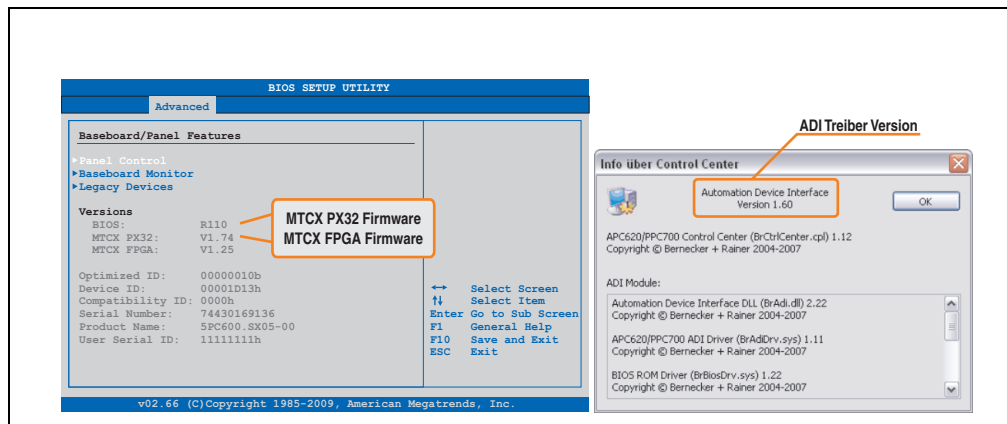 BIOS SETUP UTILITY
Advanced
Baseboard/Panel Features
Panel Control
Baseboard Monitor
Legacy Devices
Versions
BIOS: R110
MTCX PX32: V1.74
MTCX FPGA: V1.25
MTCX PX32 Firmware
MTCX FPGA Firmware
Optimized ID: 00000010b
Device ID: 00001D13h
Compatibility ID: 0000h
Serial Number: 74430169136
Product Name: 5PC600.SX05-00
User Serial ID: 11111111h
↔ Select Screen
↑↓ Select Item
Enter Go to Sub Screen
F1 General Help
F10 Save and Exit
ESC Exit
v02.66 (C)Copyright 1985-2009, American Megatrends, Inc.
ADI Treiber Version
Info über Control Center
Automation Device Interface
Version 1.60
OK
APC620/PPC700 Control Center (BrCtrlCenter.cpl) 1.12
Copyright © Bernecker + Rainer 2004-2007
ADI Module:
Automation Device Interface DLL (BrAdi.dll) 2.22
Copyright © Bernecker + Rainer 2004-2007
APC620/PPC700 ADI Driver (BrAdiDrv.sys) 1.11
Copyright © Bernecker + Rainer 2004-2007
BIOS ROM Driver (BrBiosDrv.sys) 1.22
Copyright © Bernecker + Rainer 2004-2007